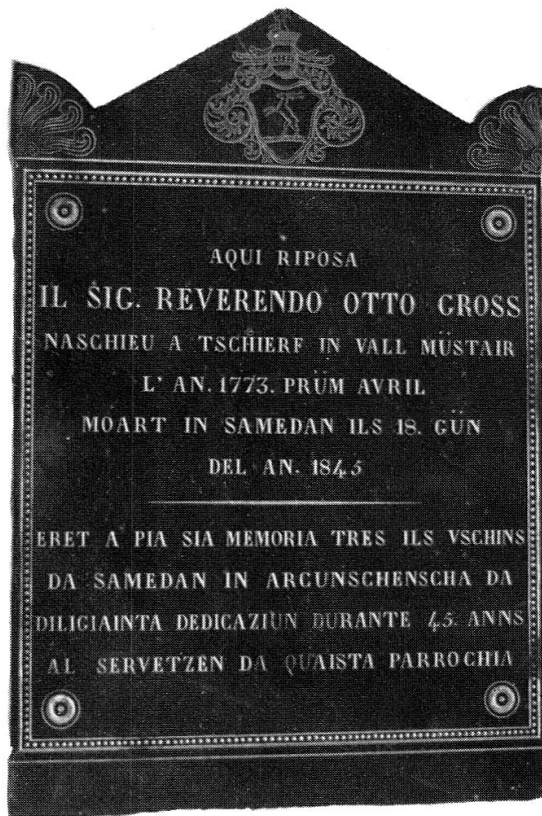 AQUI RIPOSA
IL SIG. REVERENDO OTTO GROSS
NASCHIEU A TSCHIERF IN VALL MÜSTAIR
L' AN. 1773. PRÜM AVRIL
MOART IN SAMEDAN ILS 18. GÜN
DEL AN. 1845
ERET A PIA SIA MEMORIA TRES ILS VSCHINS
DA SAMEDAN IN ARCUNSCHENSCHA DA
DILIGIAINTA DEDICAZIUN DURANTE 45. ANNS
AL SERVETZEN DA QUAISTA PARROCHIA